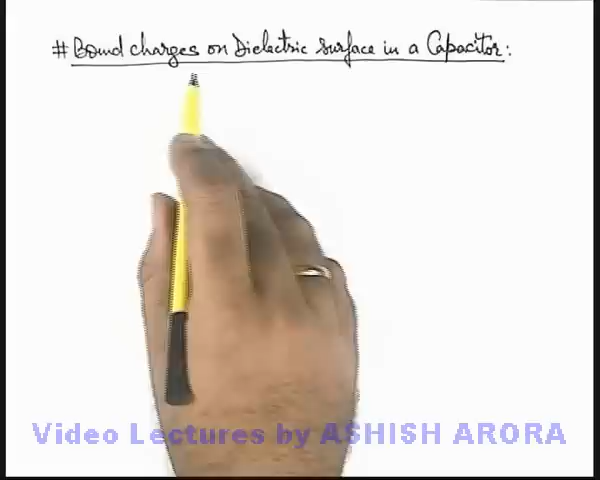 # Bound charges on Dielectric surface in a Capacitor:
Video Lectures by ASHISH ARORA